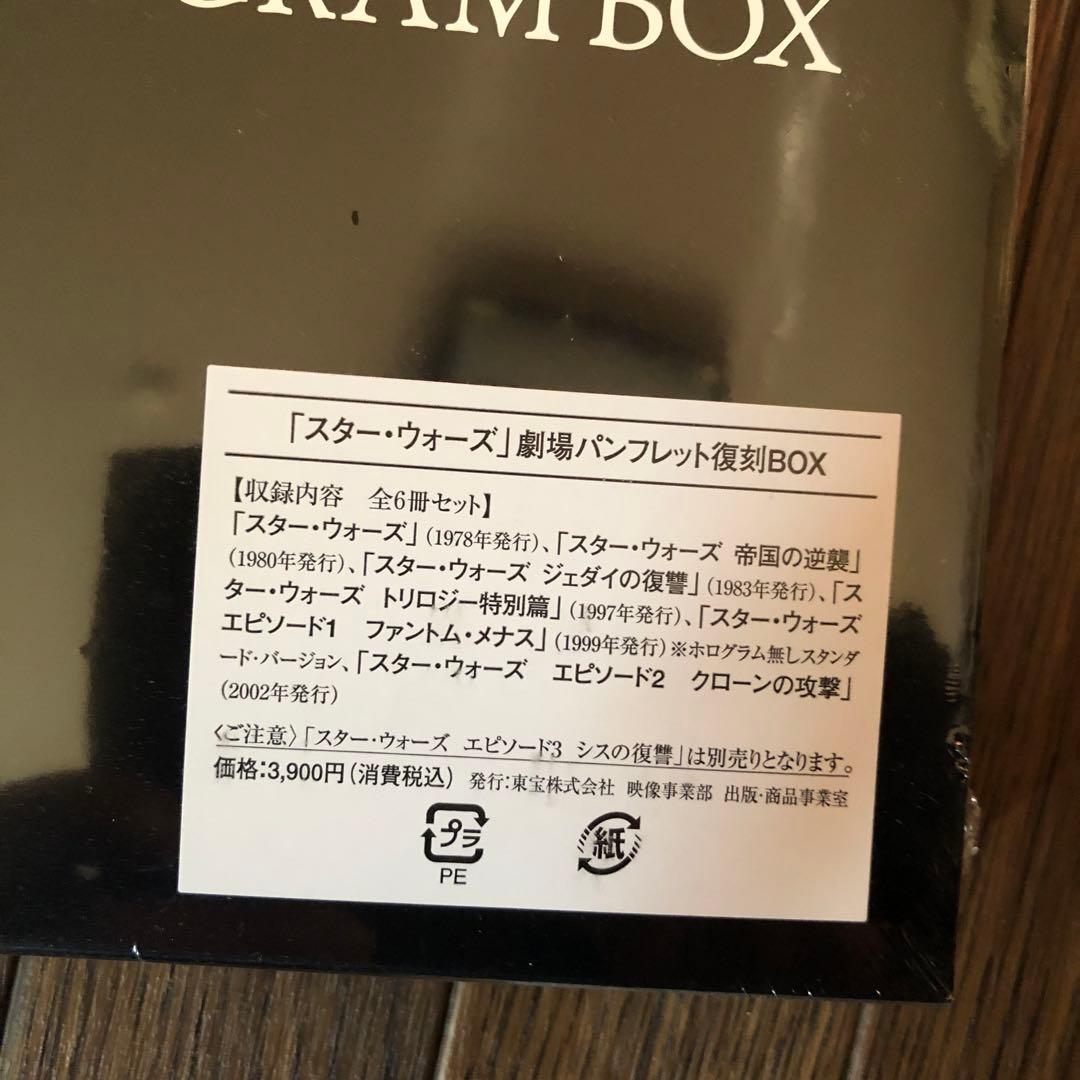 GRAM BOX
「スター・ウォーズ」劇場パンフレット復刻BOX
【収録内容　全6冊セット】
「スター・ウォーズ」(1978年発行)、「スター・ウォーズ 帝国の逆襲」
(1980年発行)、「スター・ウォーズ ジェダイの復讐」(1983年発行)、「ス
ター・ウォーズ トリロジー特別篇」(1997年発行)、「スター・ウォーズ
エピソード1　ファントム・メナス」(1999年発行)※ホログラム無しスタンダ
ード・バージョン、「スター・ウォーズ　エピソード2　クローンの攻撃」
(2002年発行)
〈ご注意〉「スター・ウォーズ エピソード3 シスの復讐」は別売りとなります。
価格:3,900円(消費税込) 発行:東宝株式会社 映像事業部 出版・商品事業室
プラ 紙
PE